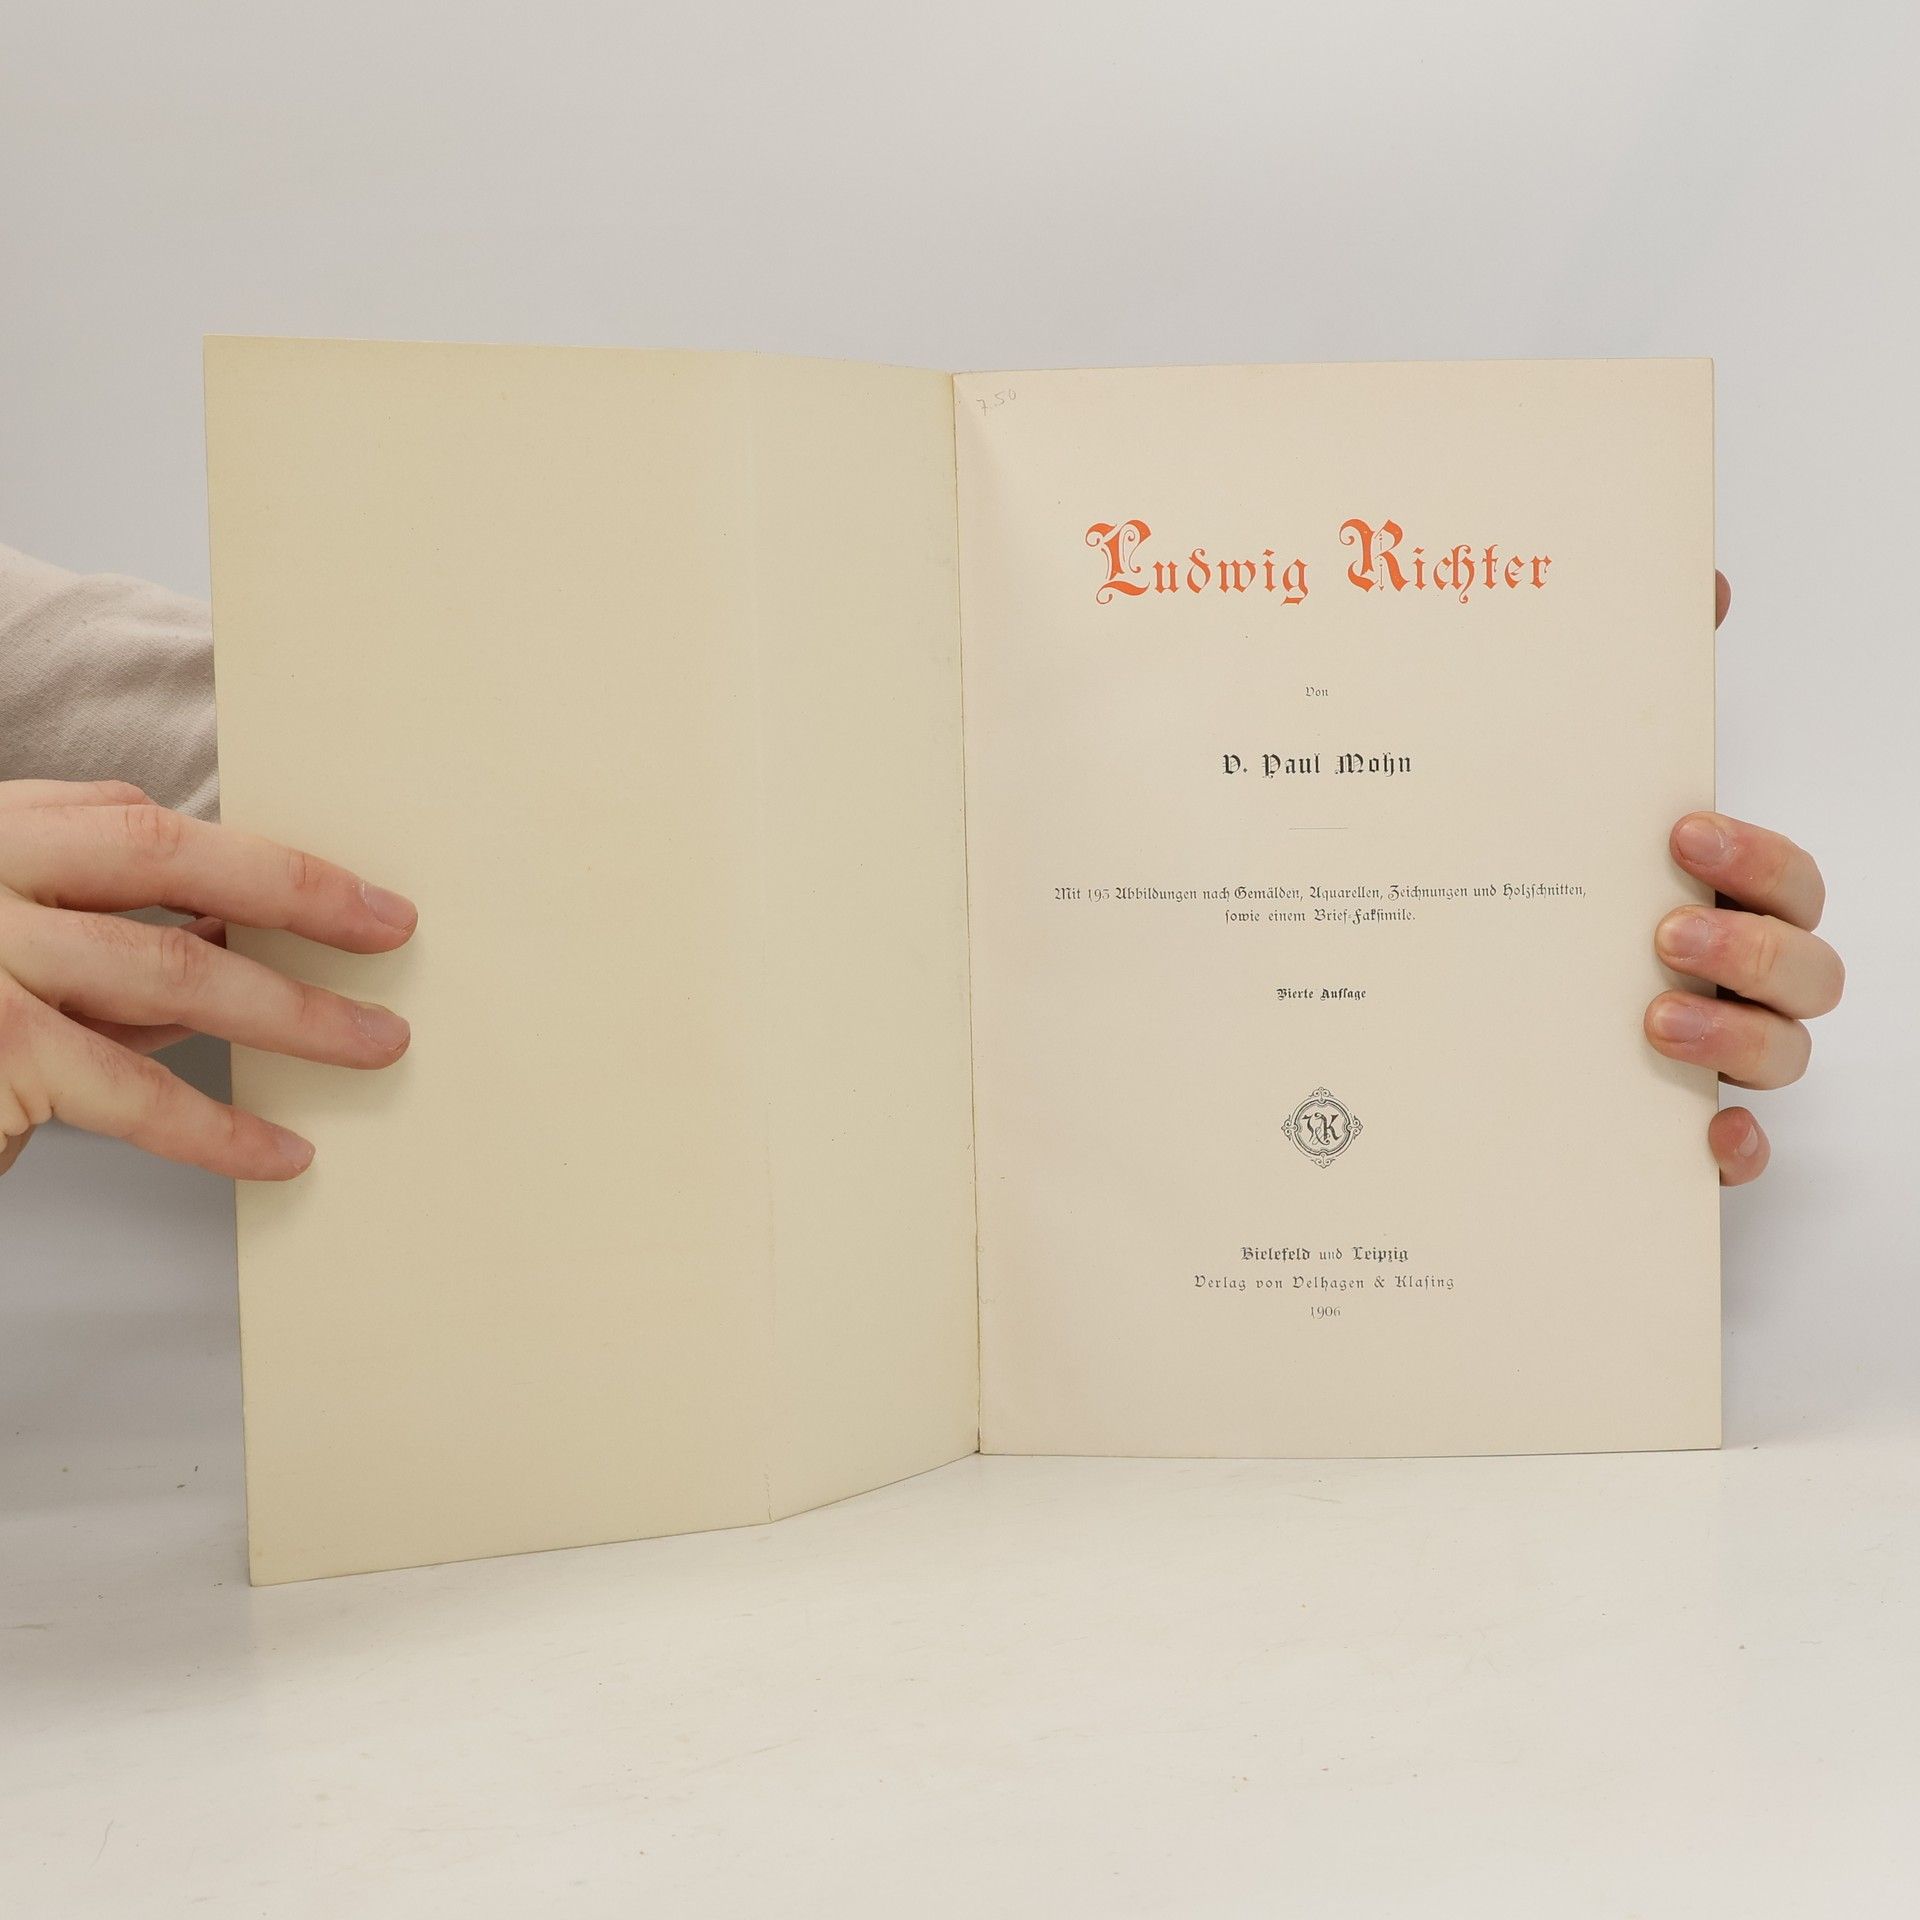 7.50
Ludwig Richter
Von
V. Paul Mohn
Mit 193 Abbildungen nach Gemälden, Aquarellen, Zeichnungen und Holzſchnitten,
ſowie einem Brief-Fakſimile.
Vierte Auflage
VK
Bielefeld und Leipzig
Verlag von Velhagen & Klaſing
1906